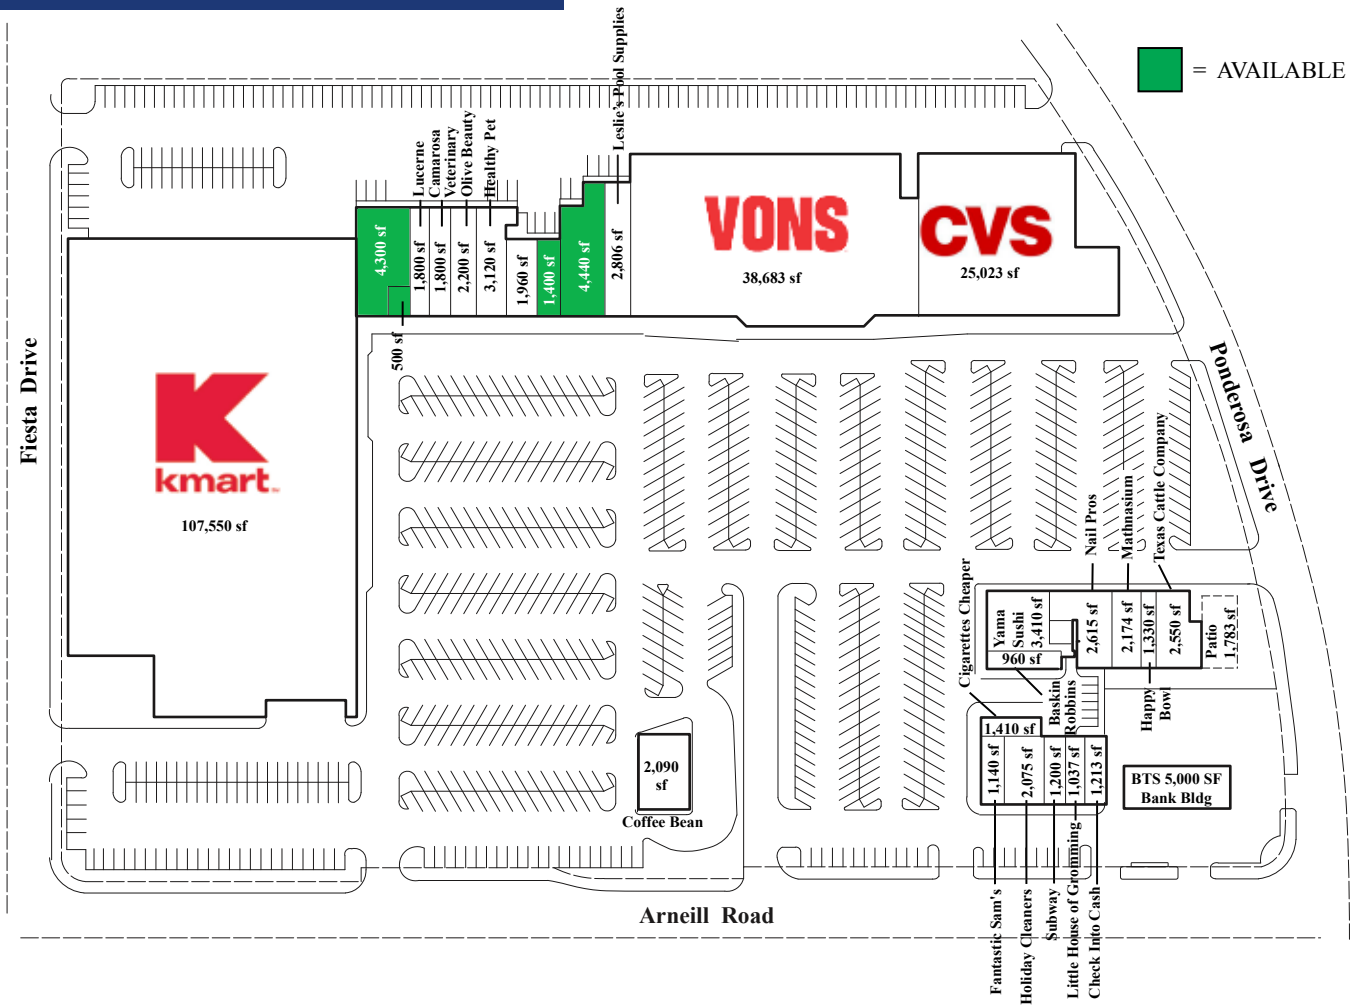 = AVAILABLE
Leslie's Pool Supplies
Lucerne
Camarosa
Veterinary
Olive Beauty
Healthy Pet
4,300 sf
500 sf
1,800 sf
1,800 sf
2,200 sf
3,120 sf
1,960 sf
1,400 sf
4,440 sf
2,806 sf
VONS
38,683 sf
CVS
25,023 sf
Fiesta Drive
K
kmart
107,550 sf
Ponderosa Drive
Cigarettes Cheaper
Nail Pros
Mathnasium
Texas Cattle Company
Yama
Sushi
3,410 sf
960 sf
2,615 sf
2,174 sf
1,330 sf
2,550 sf
Patio
1,783 sf
Baskin
Robbins
Happy
Bowl
1,410 sf
1,140 sf
2,075 sf
1,200 sf
1,037 sf
1,213 sf
BTS 5,000 SF
Bank Bldg
2,090
sf
Coffee Bean
Fantastic Sam's
Holiday Cleaners
Subway
Little House of Gromming
Check Into Cash
Arneill Road